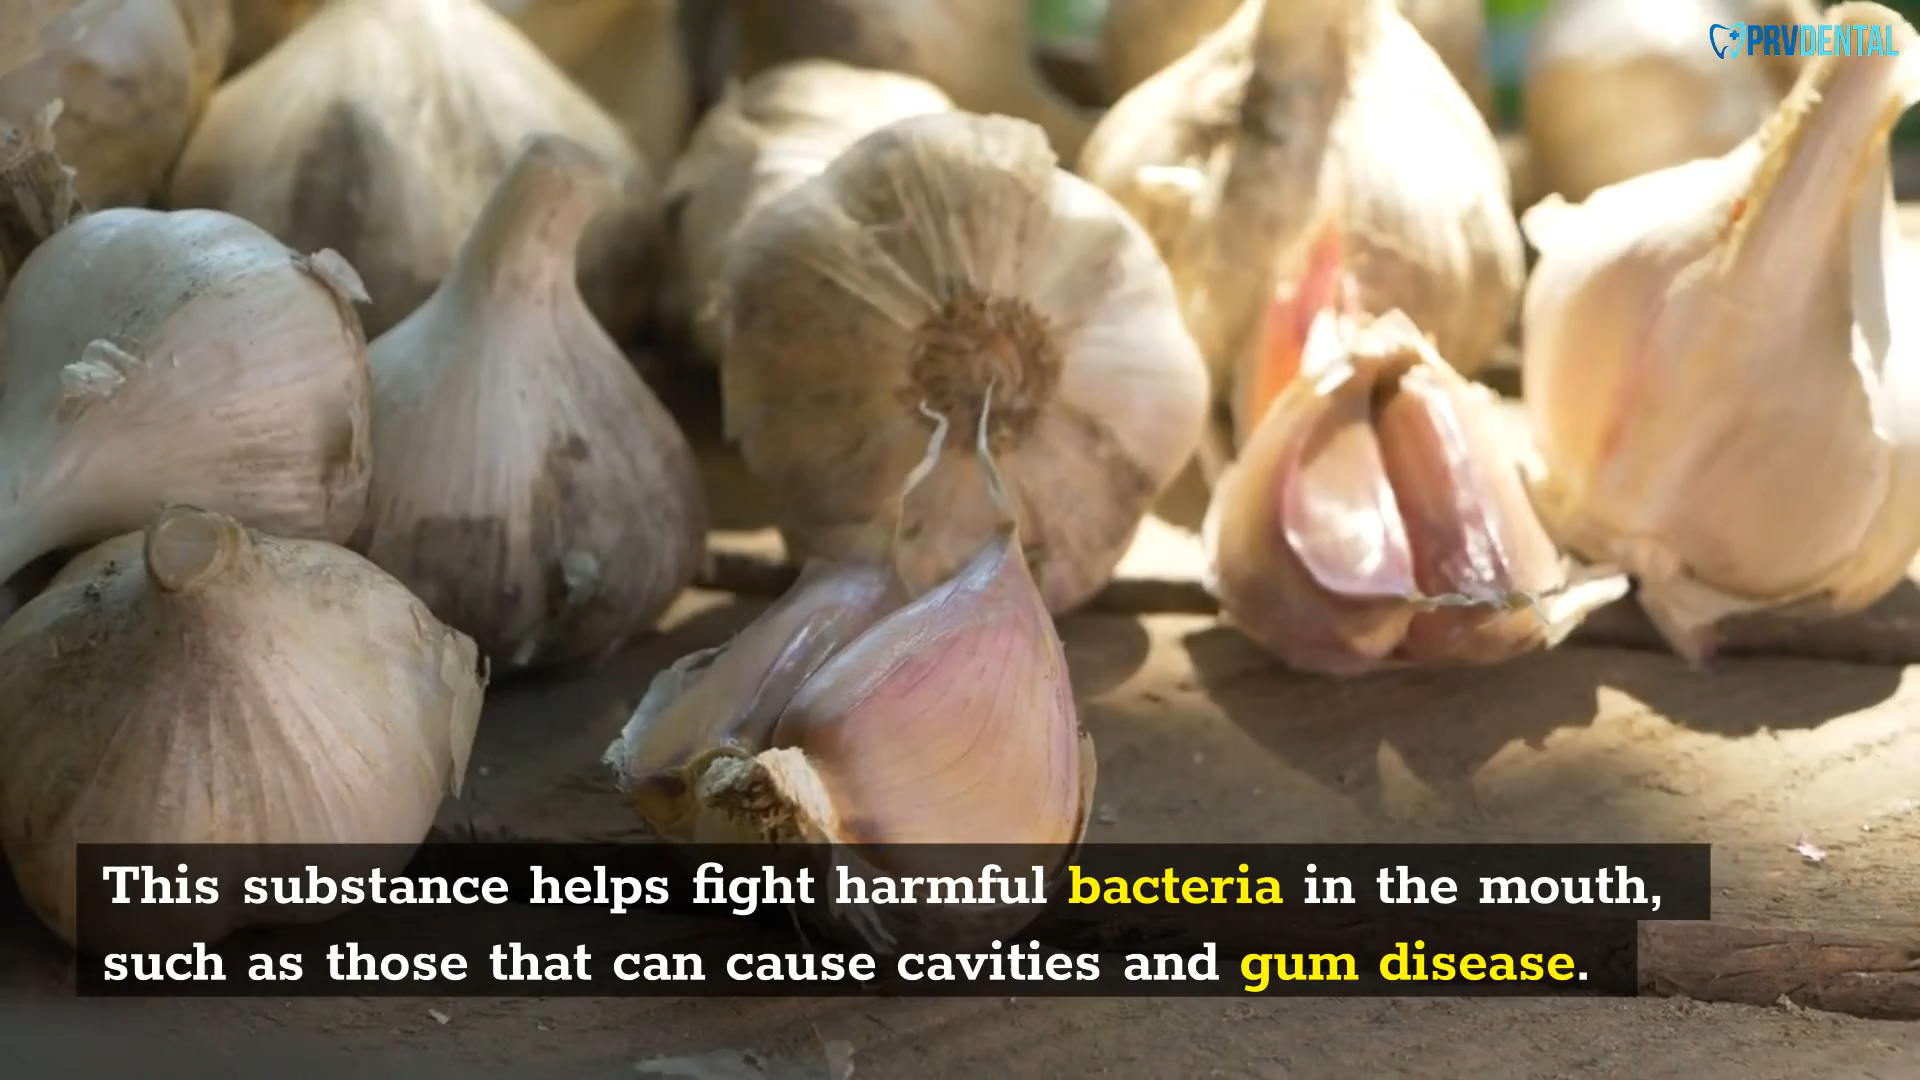 PRVDENTAL
This substance helps fight harmful bacteria in the mouth,
such as those that can cause cavities and gum disease.